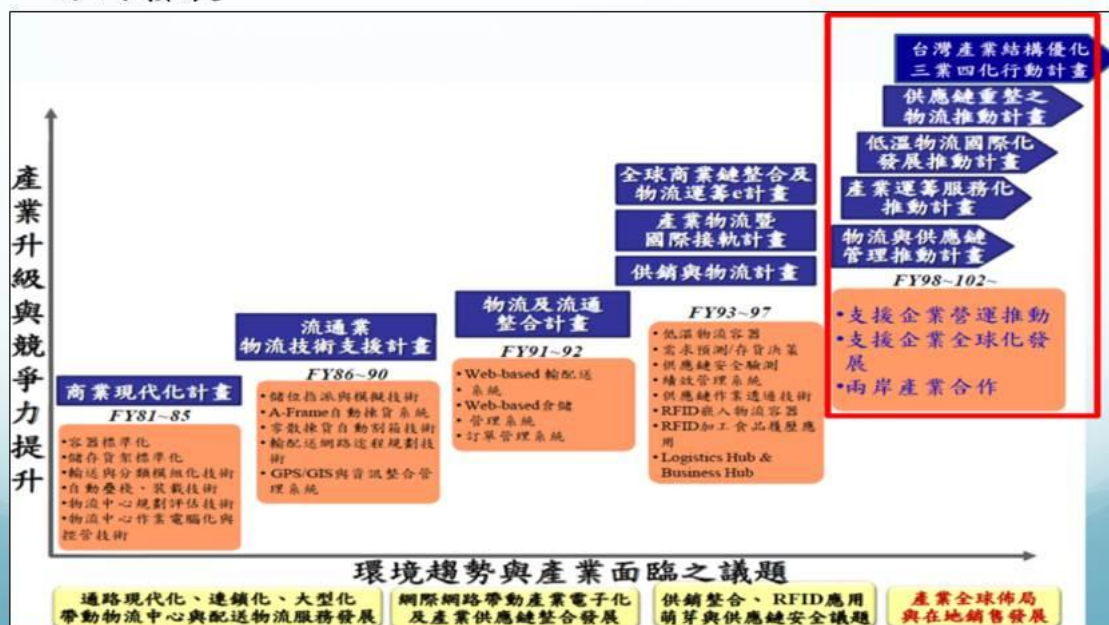 台灣產業結構優化
三業四化行動計畫
供應鏈重整之
物流推動計畫
低溫物流國際化
發展推動計畫
產業運籌服務化
推動計畫
物流與供應鏈
管理推動計畫
FY98~102~
•支援企業營運推動
•支援企業全球化發
展
•兩岸產業合作
全球商業鏈整合及
物流運籌e計畫
產業物流暨
國際接軌計畫
供銷與物流計畫
FY93~97
•低溫物流容器
•需求預測/存貨決策
•供應鏈安全驗測
•績效管理系統
•供應鏈作業透通技術
•RFID嵌入物流容器
•RFID加工食品履歷應
用
•Logistics Hub &
Business Hub
物流及流通
整合計畫
FY91~92
•Web-based 輸配送
•系統
•Web-based倉儲
•管理系統
•訂單管理系統
流通業
物流技術支援計畫
FY86~90
•儲位指派與模擬技術
•A-Frame自動揀貨系統
•零散揀貨自動割箱技術
•輸配送網路途程規劃技
術
•GPS/GIS與資訊整合管
理系統
商業現代化計畫
FY81~85
•容器標準化
•儲存貨架標準化
•輸送與分類模組化技術
•自動疊棧、裝載技術
•物流中心規劃評估技術
•物流中心作業電腦化與
控管技術
產業升級與競爭力提升
環境趨勢與產業面臨之議題
通路現代化、連鎖化、大型化
帶動物流中心與配送物流服務發展
網際網路帶動產業電子化
及產業供應鏈整合發展
供銷整合、RFID應用
萌芽與供應鏈安全議題
產業全球佈局
與在地銷售發展